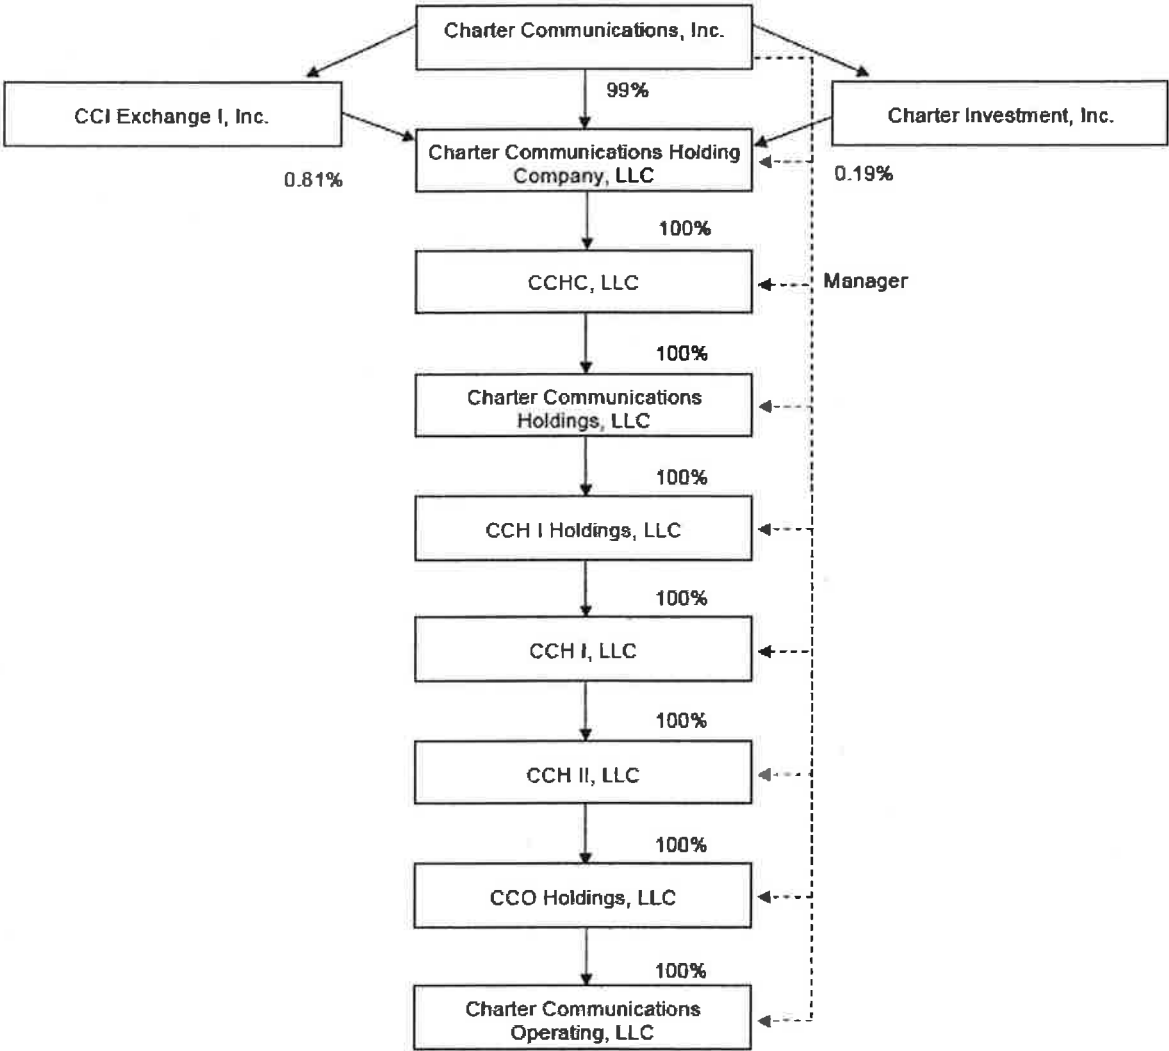 Charter Communications, Inc.
99%
CCI Exchange I, Inc.
Charter Investment, Inc.
Charter Communications Holding
Company, LLC
0.81%
0.19%
100%
CCHC, LLC
Manager
100%
Charter Communications
Holdings, LLC
100%
CCH I Holdings, LLC
100%
CCH I, LLC
100%
CCH II, LLC
100%
CCO Holdings, LLC
100%
Charter Communications
Operating, LLC